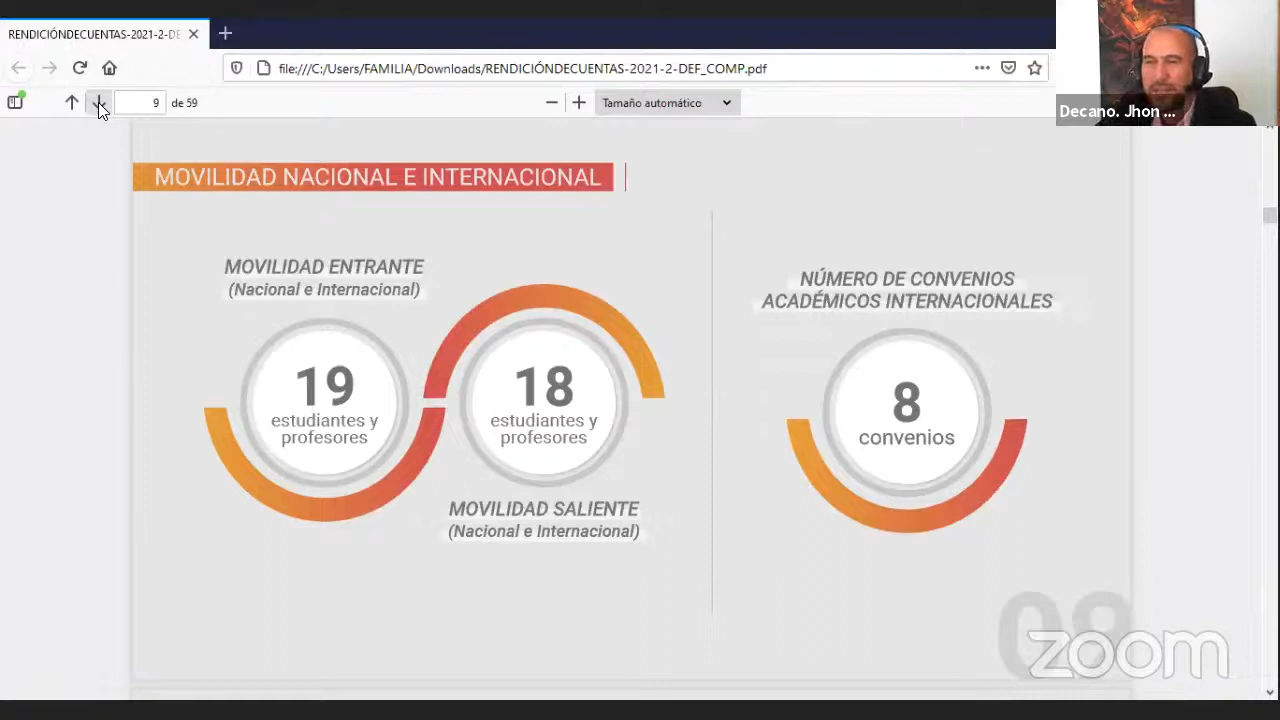 RENDICIÓNDECUENTAS-2021-2-DE
file:///C:/Users/FAMILIA/Downloads/RENDICIÓNDECUENTAS-2021-2-DEF_COMP.pdf
9 de 59
Tamaño automático
Decano. Jhon ...
MOVILIDAD NACIONAL E INTERNACIONAL
MOVILIDAD ENTRANTE
(Nacional e Internacional)
19
estudiantes y
profesores
18
estudiantes y
profesores
MOVILIDAD SALIENTE
(Nacional e Internacional)
NÚMERO DE CONVENIOS
ACADÉMICOS INTERNACIONALES
8
convenios
zoom